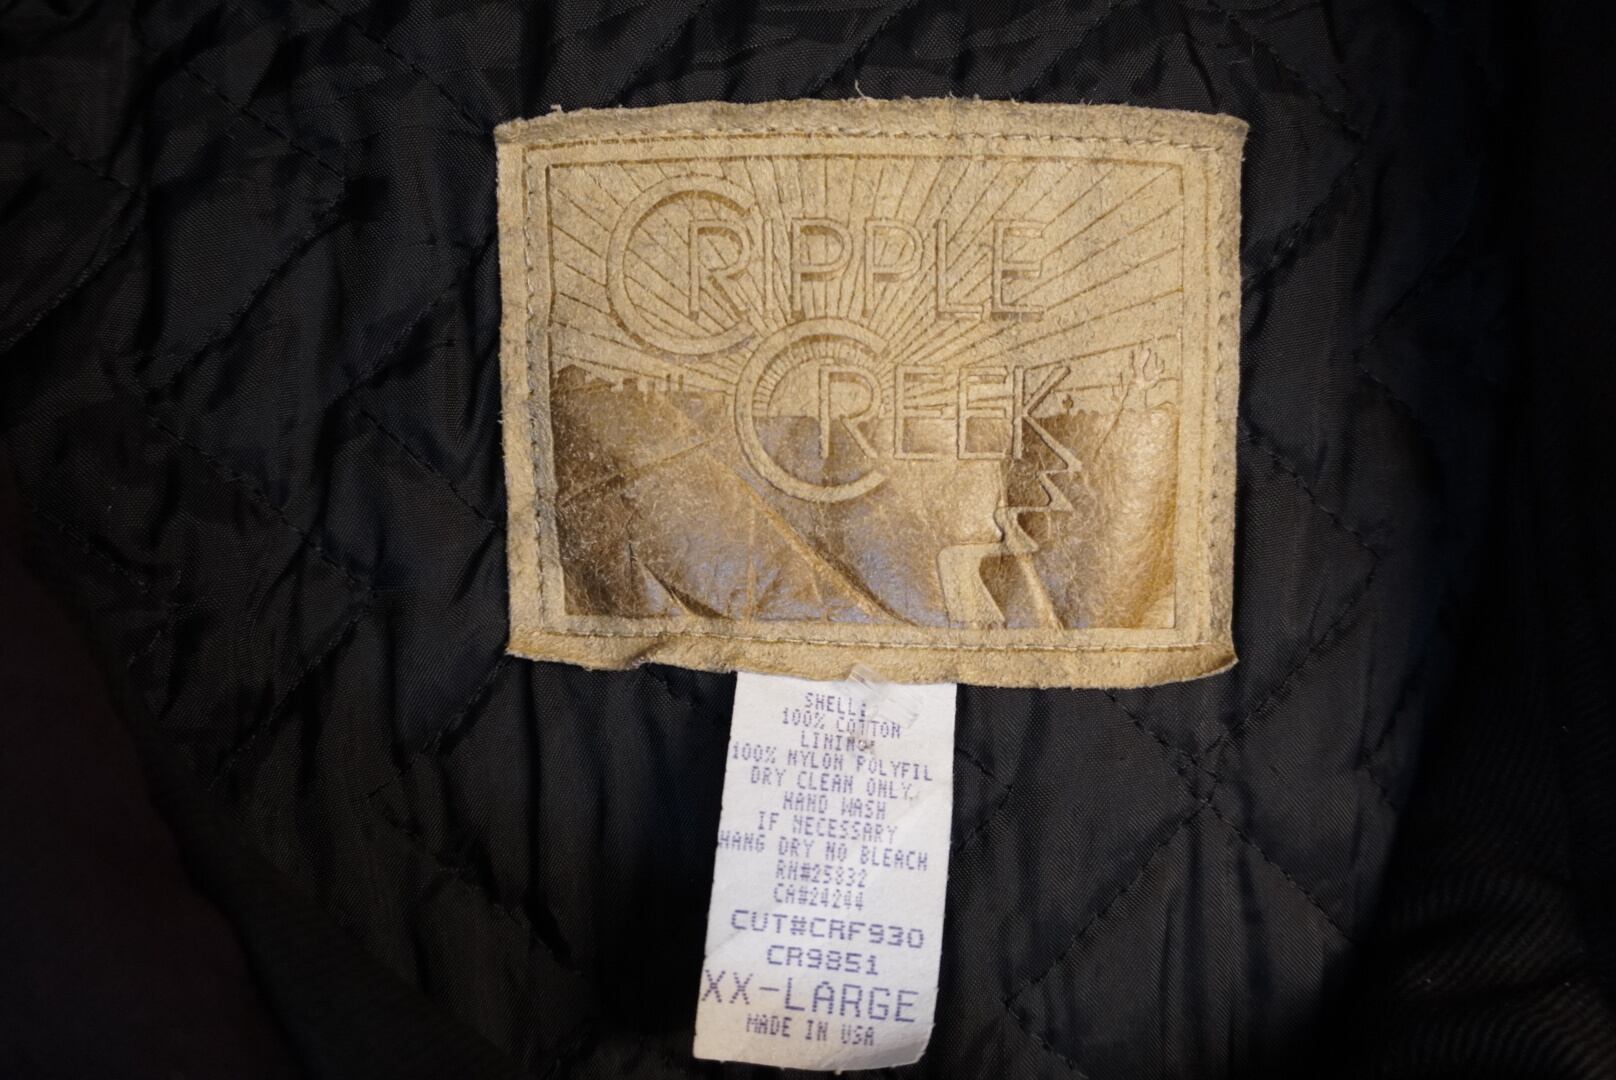 CRIPPLE
CREEK
SHELL:
100% COTTON
LINING:
100% NYLON POLYFIL
DRY CLEAN ONLY.
HAND WASH
IF NECESSARY
HANG DRY NO BLEACH
RN#25832
CA#24244
CUT#CRF930
CR9851
XX-LARGE
MADE IN USA